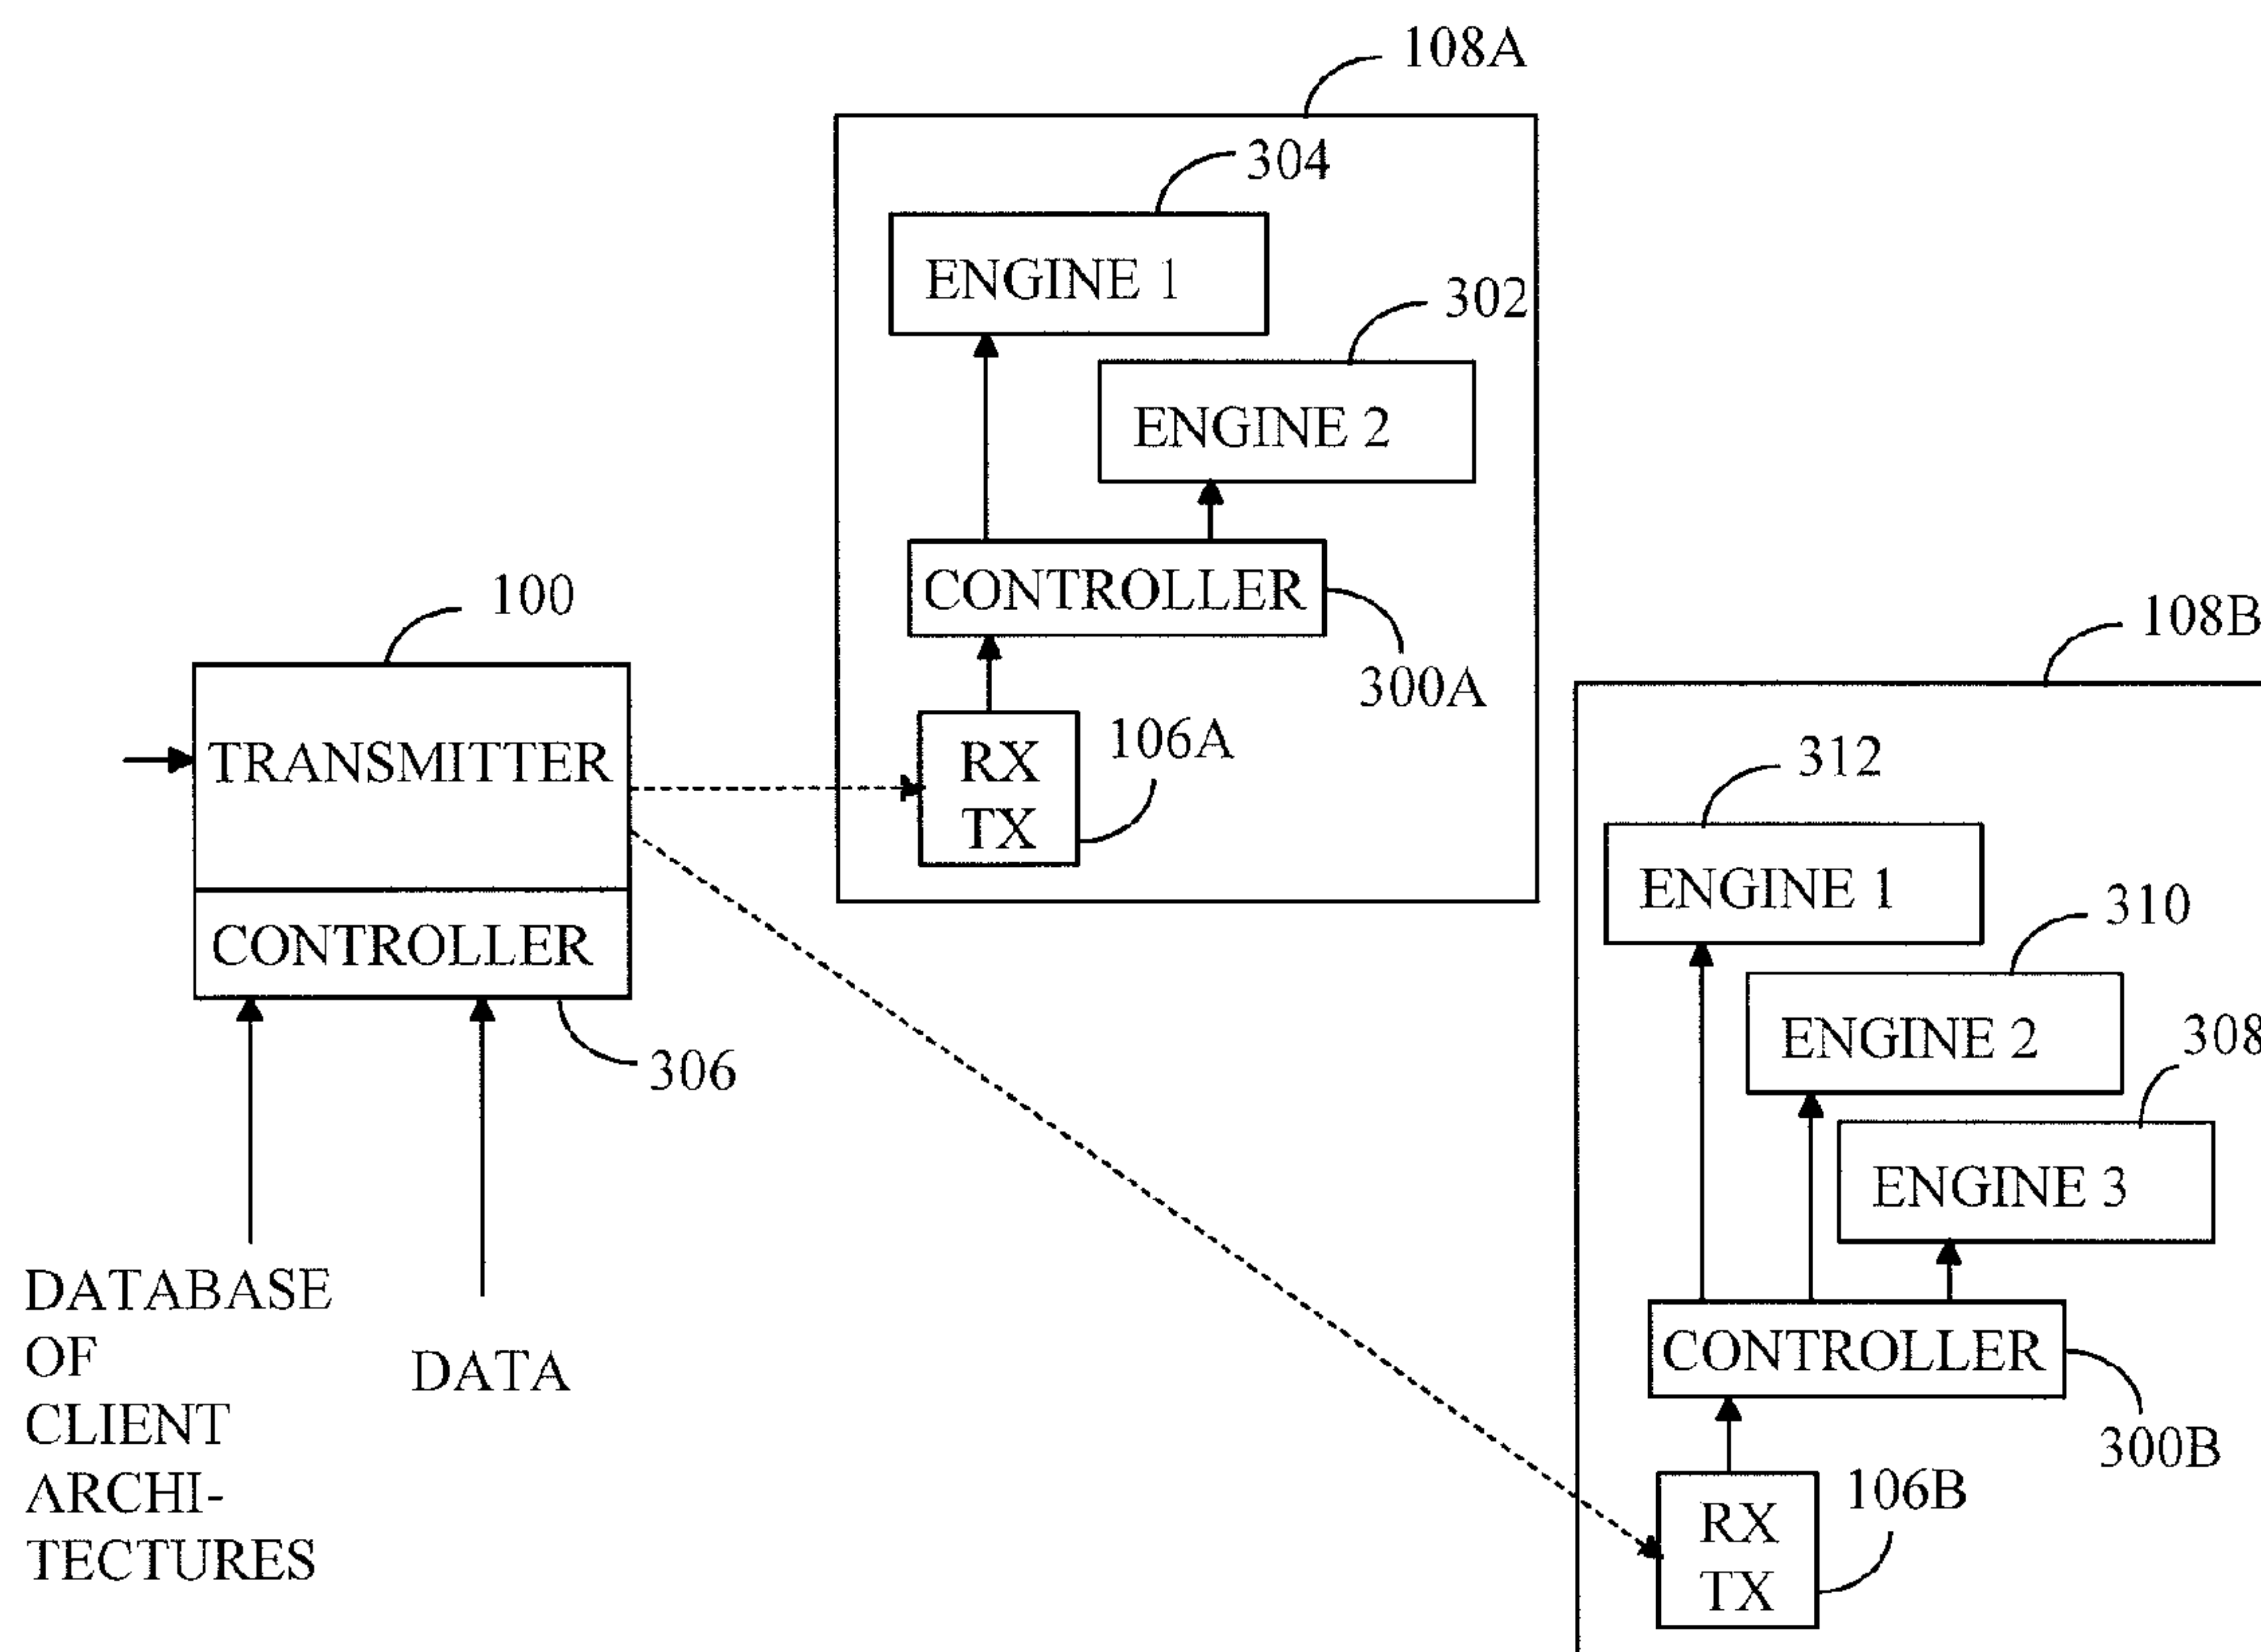 108A
304
ENGINE 1
302
ENGINE 2
CONTROLLER
300A
RX
TX
106A
100
TRANSMITTER
CONTROLLER
306
DATABASE
OF
CLIENT
ARCHI-
TECTURES
DATA
108B
312
ENGINE 1
310
ENGINE 2
308
ENGINE 3
CONTROLLER
300B
RX
TX
106B